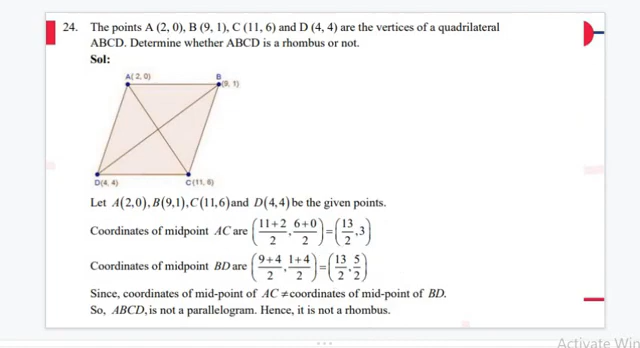 24. The points A (2, 0), B (9, 1), C (11, 6) and D (4, 4) are the vertices of a quadrilateral
ABCD. Determine whether ABCD is a rhombus or not.
Sol:
A(2, 0)
B
(9, 1)
D(4, 4)
C(11, 6)
Let A(2,0), B(9,1), C(11,6) and D(4,4) be the given points.
Coordinates of midpoint AC are (11+2/2, 6+0/2) = (13/2, 3)
Coordinates of midpoint BD are (9+4/2, 1+4/2) = (13/2, 5/2)
Since, coordinates of mid-point of AC ≠ coordinates of mid-point of BD.
So, ABCD, is not a parallelogram. Hence, it is not a rhombus.
Activate Win